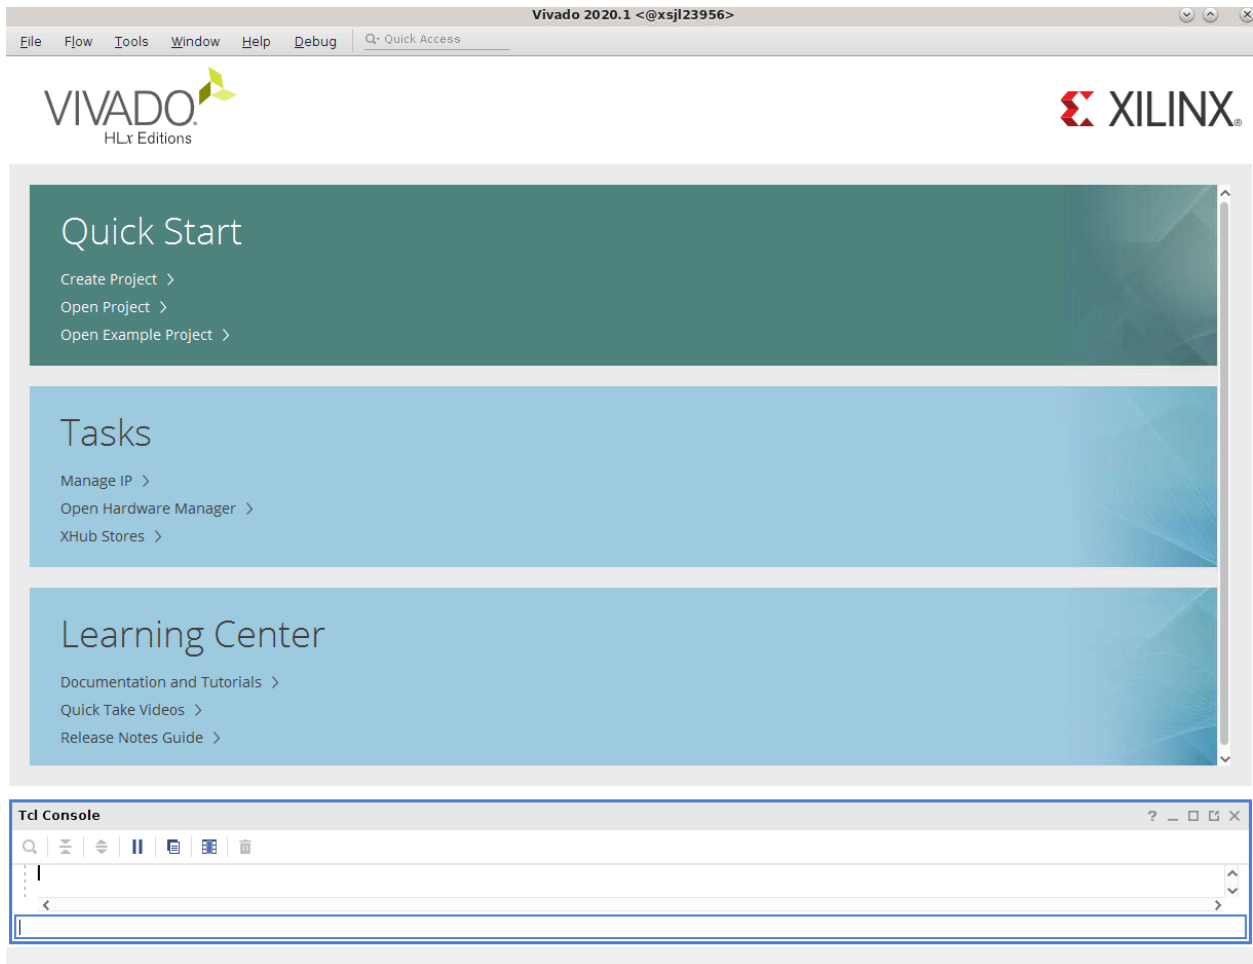 Vivado 2020.1 <@xsjl23956>
File Flow Tools Window Help Debug Quick Access
VIVADO.
HLx Editions
XILINX®
Quick Start
Create Project >
Open Project >
Open Example Project >
Tasks
Manage IP >
Open Hardware Manager >
XHub Stores >
Learning Center
Documentation and Tutorials >
Quick Take Videos >
Release Notes Guide >
Tcl Console